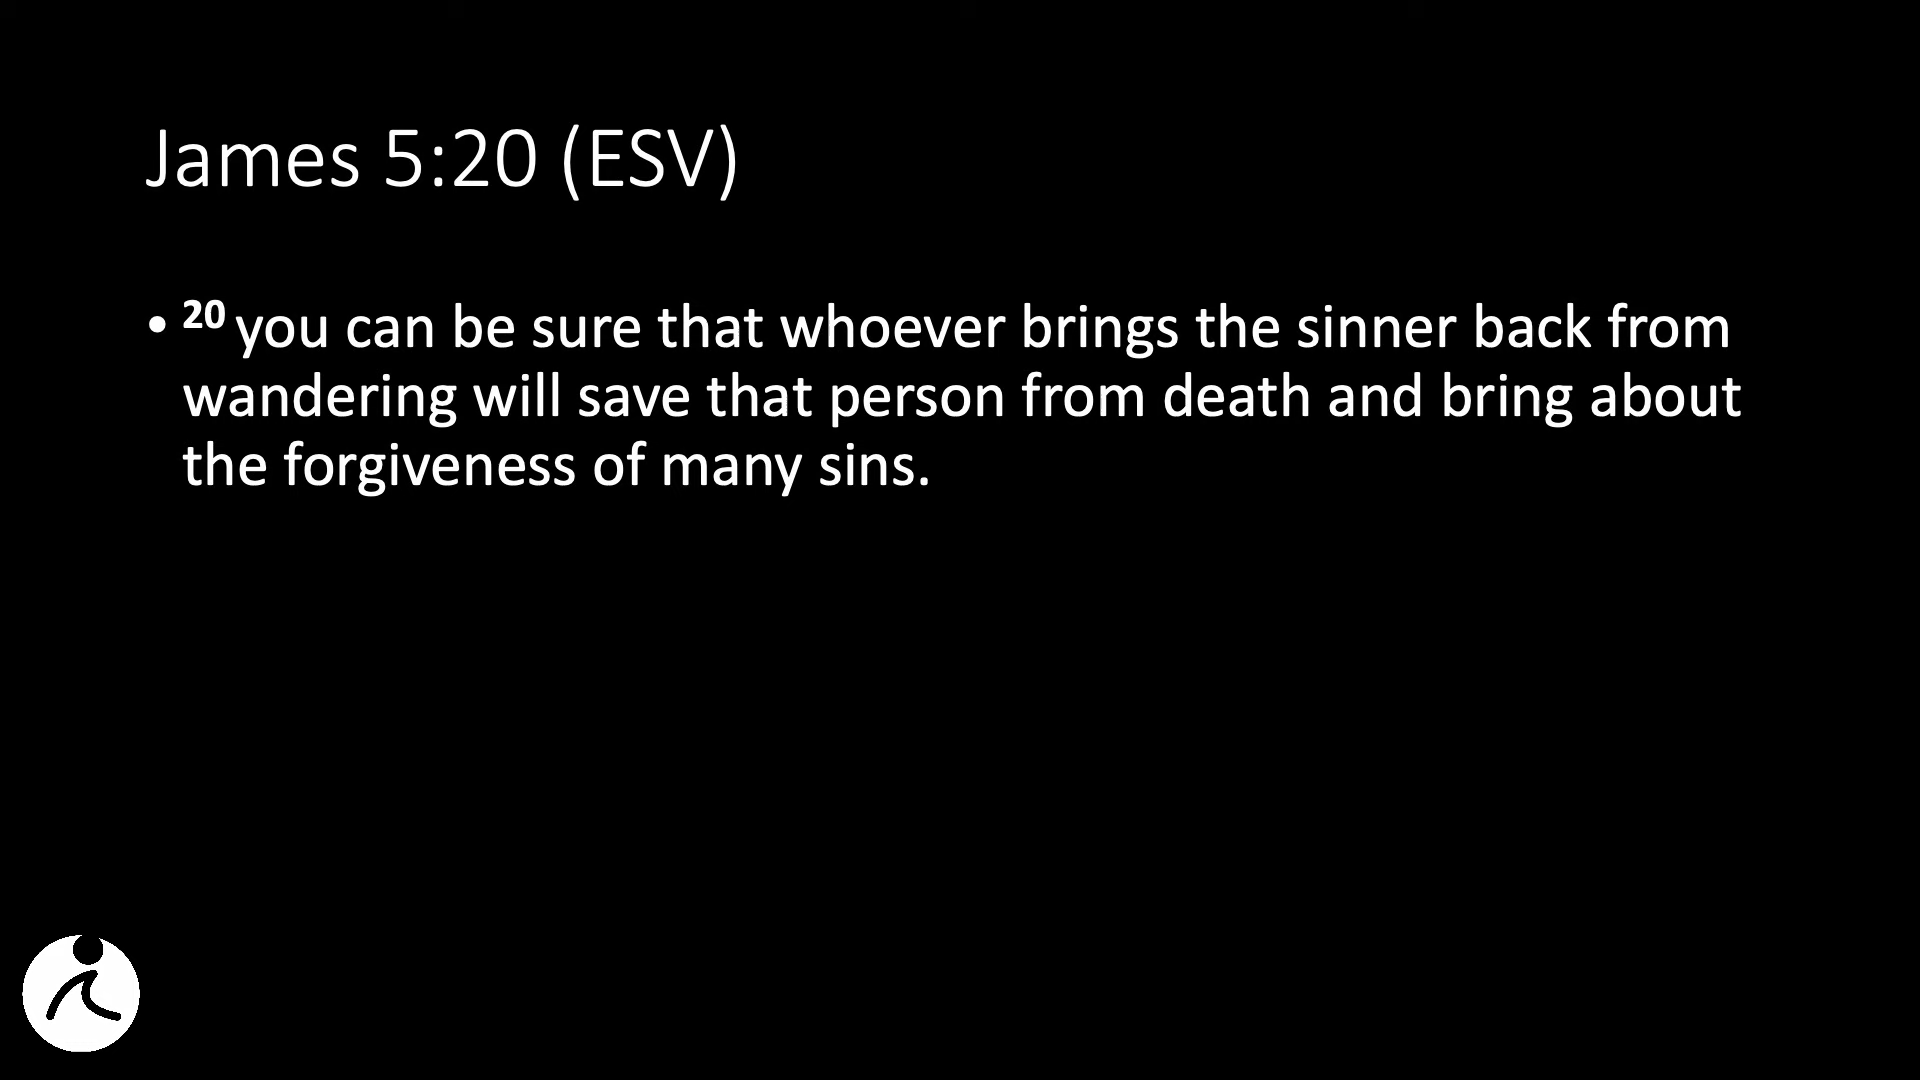 James 5:20 (ESV)
• 20 you can be sure that whoever brings the sinner back from
wandering will save that person from death and bring about
the forgiveness of many sins.